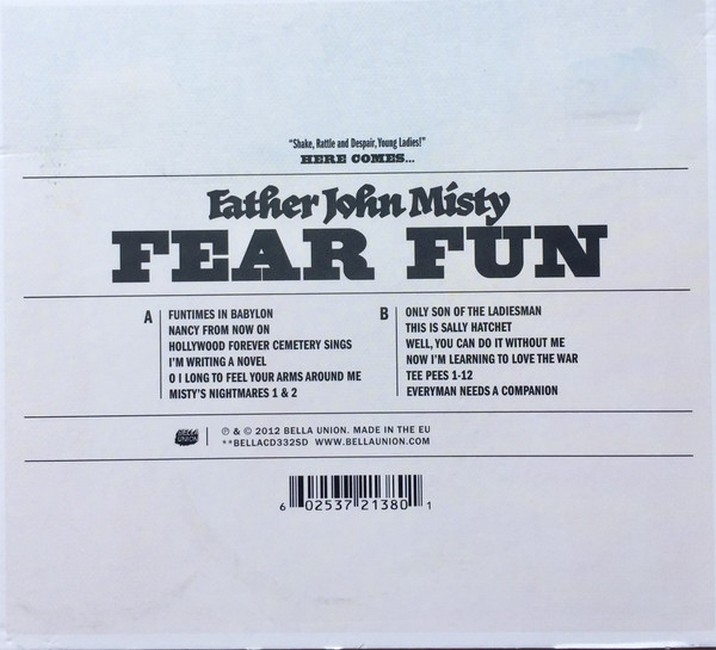 "Shake, Rattle and Despair, Young Ladies!"
HERE COMES...
Father John Misty
FEAR FUN
A
FUNTIMES IN BABYLON
NANCY FROM NOW ON
HOLLYWOOD FOREVER CEMETERY SINGS
I'M WRITING A NOVEL
O I LONG TO FEEL YOUR ARMS AROUND ME
MISTY'S NIGHTMARES 1 & 2
B
ONLY SON OF THE LADIESMAN
THIS IS SALLY HATCHET
WELL, YOU CAN DO IT WITHOUT ME
NOW I'M LEARNING TO LOVE THE WAR
TEE PEES 1-12
EVERYMAN NEEDS A COMPANION
BELLA
UNION
℗ & © 2012 BELLA UNION. MADE IN THE EU
**BELLACD332SD WWW.BELLAUNION.COM
6 02537 21380 1